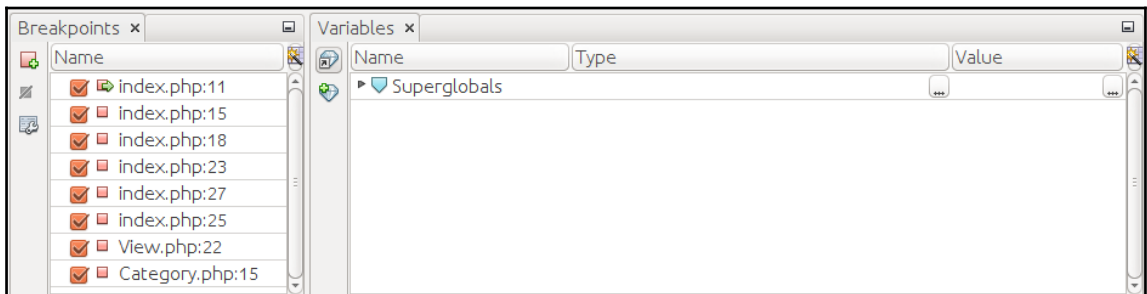 Breakpoints ×
Name
index.php:11
index.php:15
index.php:18
index.php:23
index.php:27
index.php:25
View.php:22
Category.php:15
Variables ×
Name Type Value
Superglobals ... ...